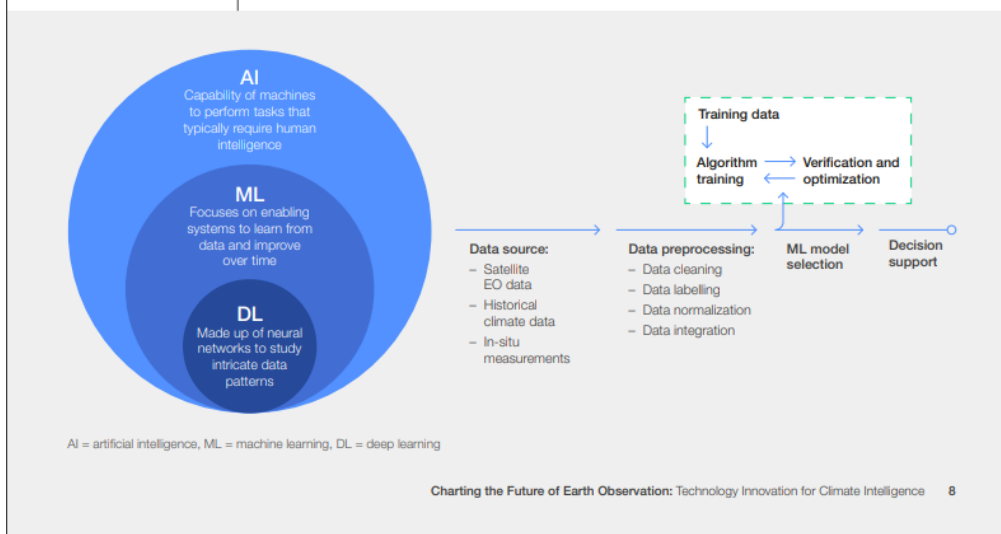 AI
Capability of machines
to perform tasks that
typically require human
intelligence
ML
Focuses on enabling
systems to learn from
data and improve
over time
DL
Made up of neural
networks to study
intricate data
patterns
Training data
Algorithm
training
Verification and
optimization
Data source:
– Satellite
EO data
– Historical
climate data
– In-situ
measurements
Data preprocessing:
– Data cleaning
– Data labelling
– Data normalization
– Data integration
ML model
selection
Decision
support
AI = artificial intelligence, ML = machine learning, DL = deep learning
Charting the Future of Earth Observation: Technology Innovation for Climate Intelligence 8